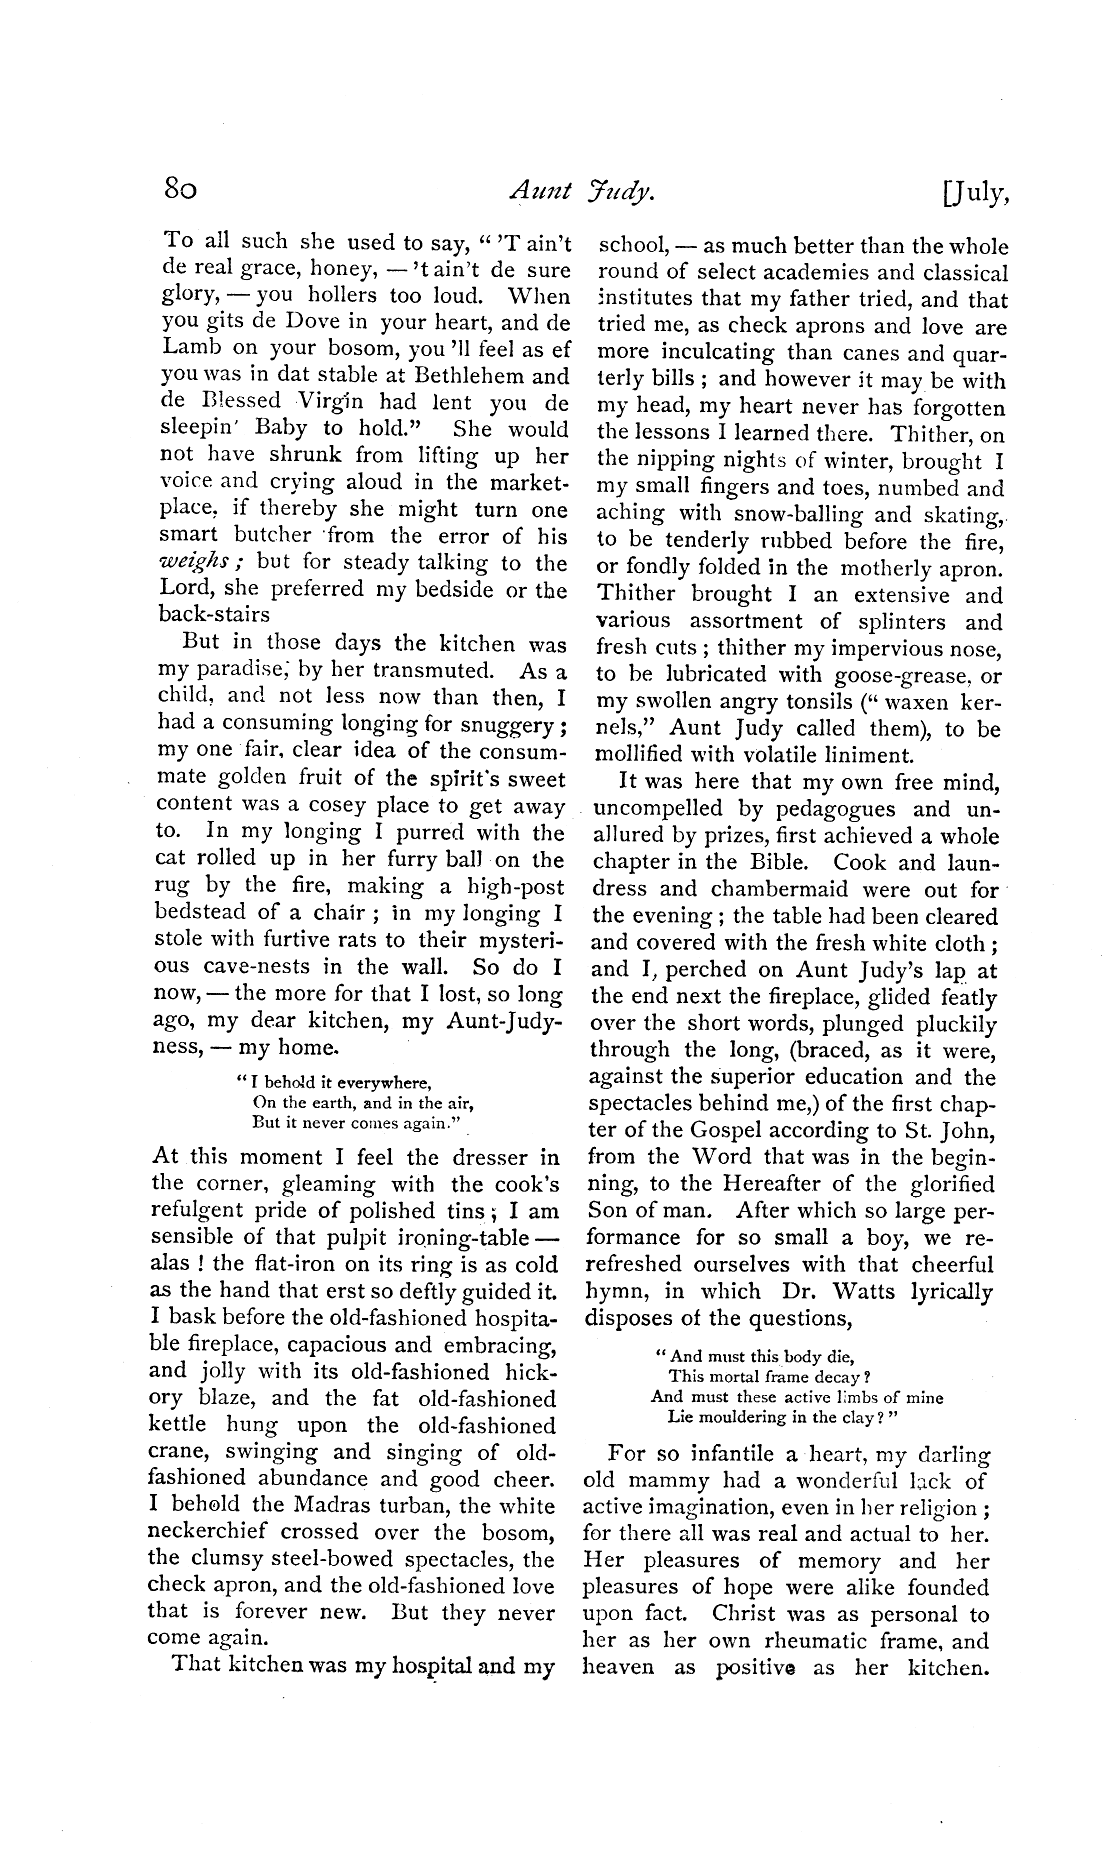 80
Aunt Judy.
[July,
To all such she used to say, “ 'T ain't
de real grace, honey, — 't ain't de sure
glory, — you hollers too loud. When
you gits de Dove in your heart, and de
Lamb on your bosom, you 'll feel as ef
you was in dat stable at Bethlehem and
de Blessed Virgin had lent you de
sleepin' Baby to hold.” She would
not have shrunk from lifting up her
voice and crying aloud in the market-
place, if thereby she might turn one
smart butcher from the error of his
weighs ; but for steady talking to the
Lord, she preferred my bedside or the
back-stairs
But in those days the kitchen was
my paradise, by her transmuted. As a
child, and not less now than then, I
had a consuming longing for snuggery ;
my one fair, clear idea of the consum-
mate golden fruit of the spirit's sweet
content was a cosey place to get away
to. In my longing I purred with the
cat rolled up in her furry ball on the
rug by the fire, making a high-post
bedstead of a chair ; in my longing I
stole with furtive rats to their mysteri-
ous cave-nests in the wall. So do I
now, — the more for that I lost, so long
ago, my dear kitchen, my Aunt-Judy-
ness, — my home.
“ I behold it everywhere,
On the earth, and in the air,
But it never comes again.”
At this moment I feel the dresser in
the corner, gleaming with the cook's
refulgent pride of polished tins ; I am
sensible of that pulpit ironing-table —
alas ! the flat-iron on its ring is as cold
as the hand that erst so deftly guided it.
I bask before the old-fashioned hospita-
ble fireplace, capacious and embracing,
and jolly with its old-fashioned hick-
ory blaze, and the fat old-fashioned
kettle hung upon the old-fashioned
crane, swinging and singing of old-
fashioned abundance and good cheer.
I behold the Madras turban, the white
neckerchief crossed over the bosom,
the clumsy steel-bowed spectacles, the
check apron, and the old-fashioned love
that is forever new. But they never
come again.
That kitchen was my hospital and my
school, — as much better than the whole
round of select academies and classical
institutes that my father tried, and that
tried me, as check aprons and love are
more inculcating than canes and quar-
terly bills ; and however it may be with
my head, my heart never has forgotten
the lessons I learned there. Thither, on
the nipping nights of winter, brought I
my small fingers and toes, numbed and
aching with snow-balling and skating,
to be tenderly rubbed before the fire,
or fondly folded in the motherly apron.
Thither brought I an extensive and
various assortment of splinters and
fresh cuts ; thither my impervious nose,
to be lubricated with goose-grease, or
my swollen angry tonsils (“ waxen ker-
nels,” Aunt Judy called them), to be
mollified with volatile liniment.
It was here that my own free mind,
uncompelled by pedagogues and un-
allured by prizes, first achieved a whole
chapter in the Bible. Cook and laun-
dress and chambermaid were out for
the evening ; the table had been cleared
and covered with the fresh white cloth ;
and I, perched on Aunt Judy's lap at
the end next the fireplace, glided featly
over the short words, plunged pluckily
through the long, (braced, as it were,
against the superior education and the
spectacles behind me,) of the first chap-
ter of the Gospel according to St. John,
from the Word that was in the begin-
ning, to the Hereafter of the glorified
Son of man. After which so large per-
formance for so small a boy, we re-
refreshed ourselves with that cheerful
hymn, in which Dr. Watts lyrically
disposes of the questions,
“ And must this body die,
This mortal frame decay ?
And must these active limbs of mine
Lie mouldering in the clay ? ”
For so infantile a heart, my darling
old mammy had a wonderful lack of
active imagination, even in her religion ;
for there all was real and actual to her.
Her pleasures of memory and her
pleasures of hope were alike founded
upon fact. Christ was as personal to
her as her own rheumatic frame, and
heaven as positive as her kitchen.